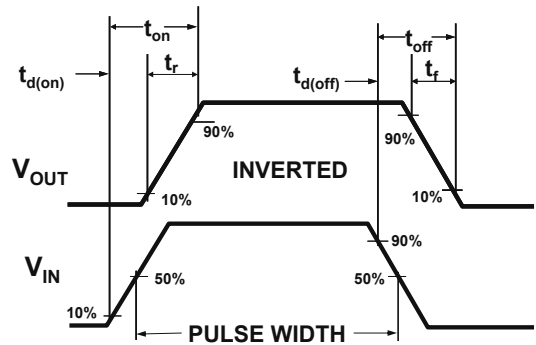 t_on
t_off
t_d(on)
t_r
t_d(off)
t_f
90%
90%
V_OUT
INVERTED
10%
10%
90%
V_IN
50%
50%
10%
PULSE WIDTH